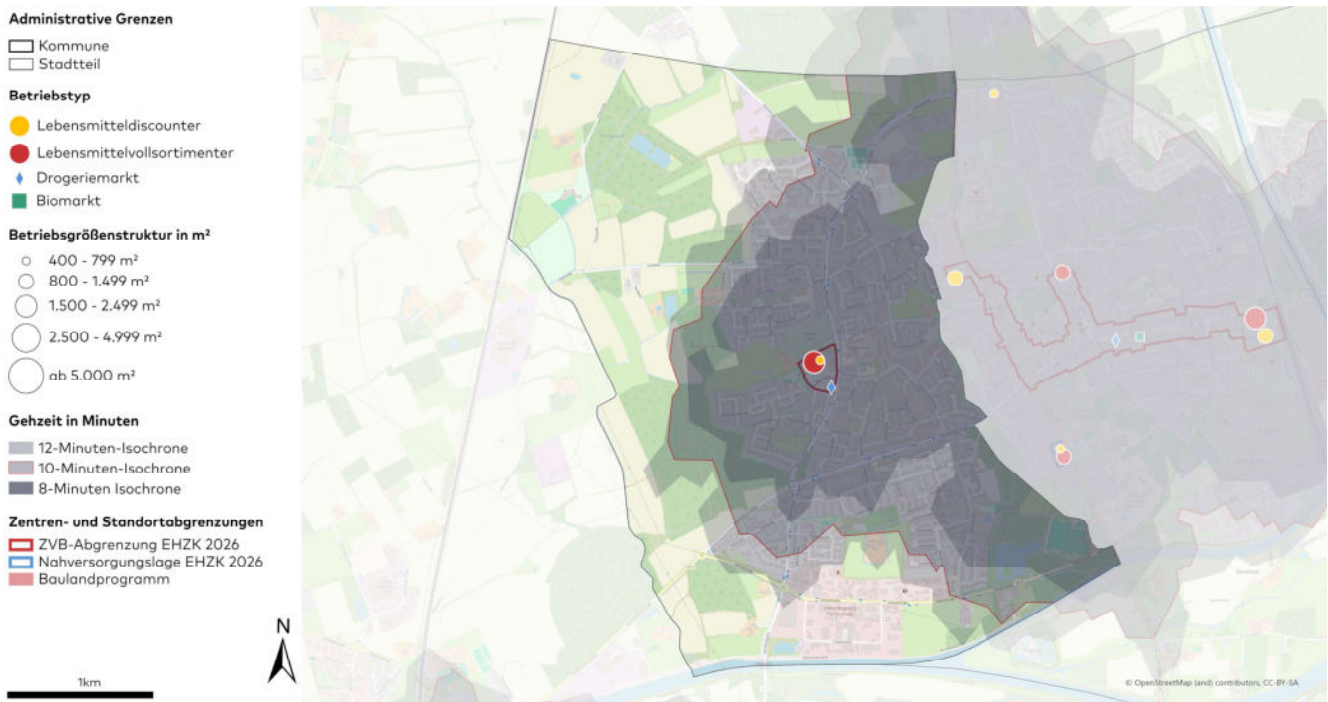 Administrative Grenzen
Kommune
Stadtteil
Betriebstyp
Lebensmitteldiscounter
Lebensmittelvollsortimenter
Drogeriemarkt
Biomarkt
Betriebsgrößenstruktur in m²
400 - 799 m²
800 - 1.499 m²
1.500 - 2.499 m²
2.500 - 4.999 m²
ab 5.000 m²
Gehzeit in Minuten
12-Minuten-Isochrone
10-Minuten-Isochrone
8-Minuten Isochrone
Zentren- und Standortabgrenzungen
ZVB-Abgrenzung EHZK 2026
Nahversorgungslage EHZK 2026
Baulandprogramm
N
1km
© OpenStreetMap (and) contributors, CC-BY-SA